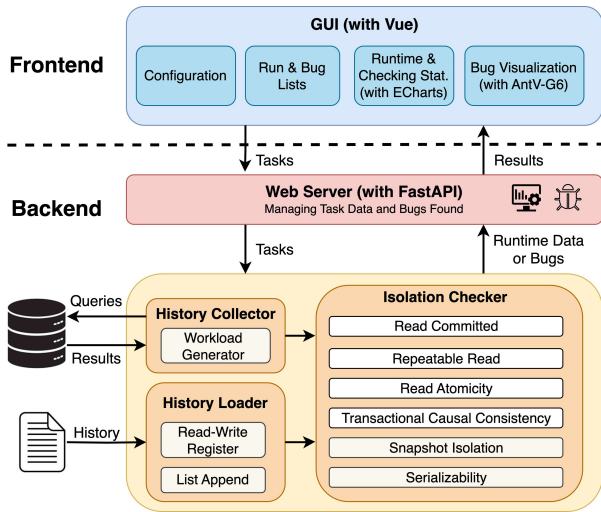 GUI (with Vue)
Frontend
Configuration
Run & Bug
Lists
Runtime &
Checking Stat.
(with ECharts)
Bug Visualization
(with AntV-G6)
Tasks
Results
Backend
Web Server (with FastAPI)
Managing Task Data and Bugs Found
Tasks
Runtime Data
or Bugs
Queries
Results
History Collector
Workload
Generator
History
History Loader
Read-Write
Register
List Append
Isolation Checker
Read Committed
Repeatable Read
Read Atomicity
Transactional Causal Consistency
Snapshot Isolation
Serializability